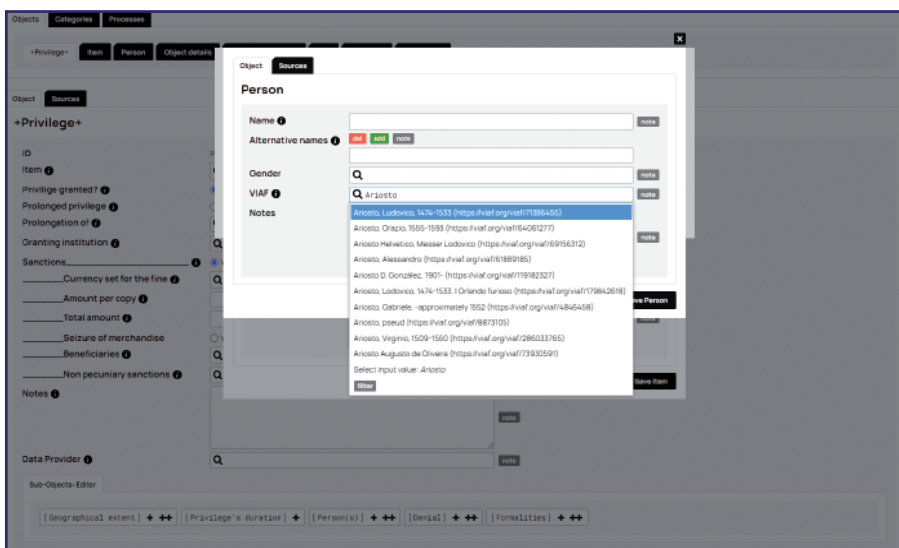 Objects Categories Processes
+Privilege+ Item Person Object details
Object Sources
Object Sources
Person
Name note
Alternative names del add note
Gender note
VIAF Ariosto note
Notes note
Ariosto, Ludovico, 1474-1533 (https://viaf.org/viaf/71386455)
Ariosto, Orazio, 1555-1593 (https://viaf.org/viaf/64061277)
Ariosto Helvetico, Messer Lodovico (https://viaf.org/viaf/69156312)
Ariosto, Alessandro (https://viaf.org/viaf/61889185)
Ariosto D. González, 1901- (https://viaf.org/viaf/119182327)
Ariosto, Lodovico, 1474-1533. | Orlando furioso (https://viaf.org/viaf/179842618)
Ariosto, Gabriele, -approximately 1552 (https://viaf.org/viaf/4846458)
Ariosto, pseud (https://viaf.org/viaf/8873105)
Ariosto, Virginio, 1509-1560 (https://viaf.org/viaf/286033765)
Ariosto Augusto de Oliveira (https://viaf.org/viaf/73930591)
Select input value: Ariosto
filter
ve Person
Save Item
+Privilege+
ID
Item
Privilige granted?
Prolonged privilege
Prolongation of
Granting institution
Sanctions
Currency set for the fine
Amount per copy
Total amount
Seizure of merchandise
Beneficiaries
Non pecuniary sanctions
Notes note
Data Provider note
Sub-Objects: Editor
[Geographical extent] + ++ [Privilege's duration] + [Person(s)] + ++ [Denial] + ++ [Formalities] + ++